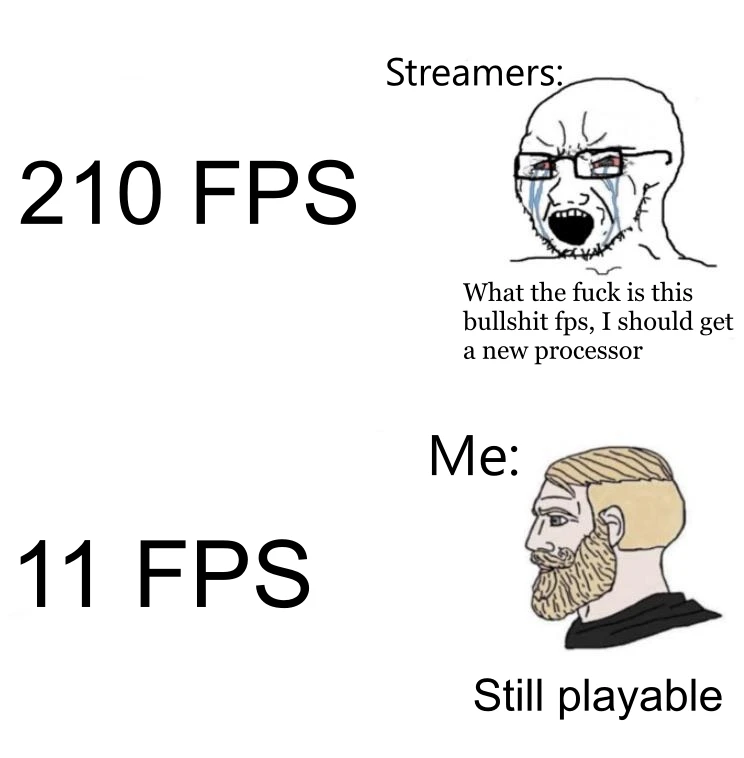 Streamers:
210 FPS
What the fuck is this
bullshit fps, I should get
a new processor
Me:
11 FPS
Still playable